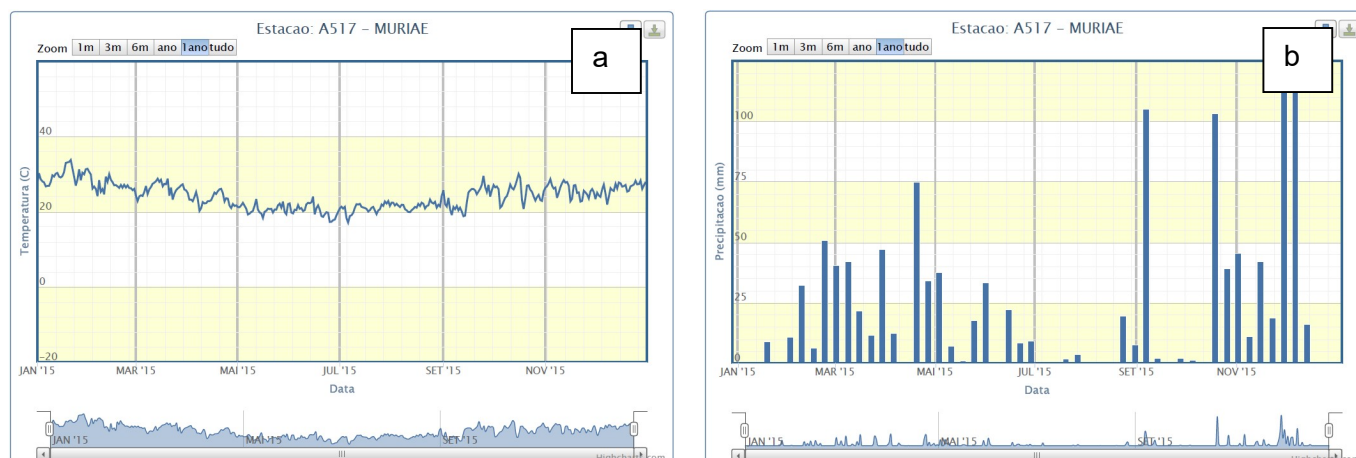 Estacao: A517 – MURIAE
a
Zoom 1m 3m 6m ano 1ano tudo
40
20
0
-20
Temperatura (C)
JAN '15 MAR '15 MAI '15 JUL '15 SET '15 NOV '15
Data
JAN '15 MAI '15 SET '15
Estacao: A517 – MURIAE
b
Zoom 1m 3m 6m ano 1ano tudo
100
75
50
25
0
Precipitacao (mm)
JAN '15 MAR '15 MAI '15 JUL '15 SET '15 NOV '15
Data
JAN '15 MAI '15 SET '15